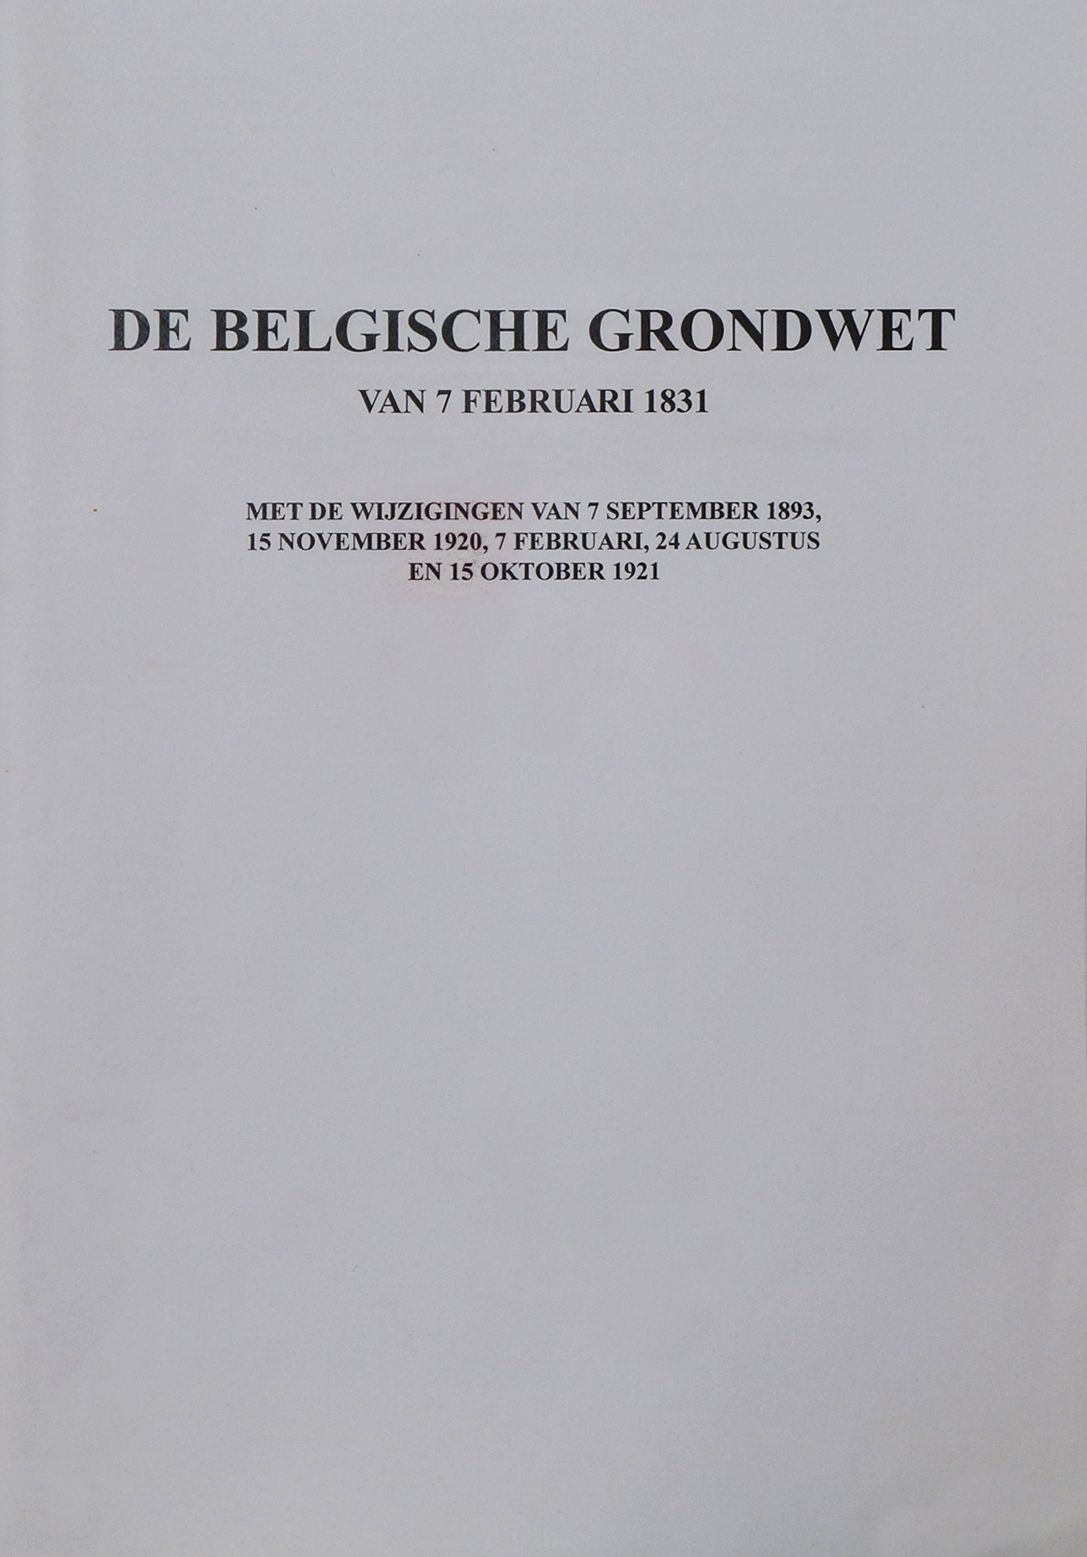 DE BELGISCHE GRONDWET
VAN 7 FEBRUARI 1831
MET DE WIJZIGINGEN VAN 7 SEPTEMBER 1893,
15 NOVEMBER 1920, 7 FEBRUARI, 24 AUGUSTUS
EN 15 OKTOBER 1921